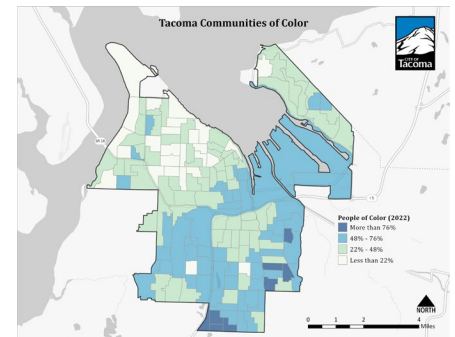 Tacoma Communities of Color
CITY OF
Tacoma
People of Color (2022)
More than 76%
48% - 76%
22% - 48%
Less than 22%
NORTH
0 1 2 4
Miles